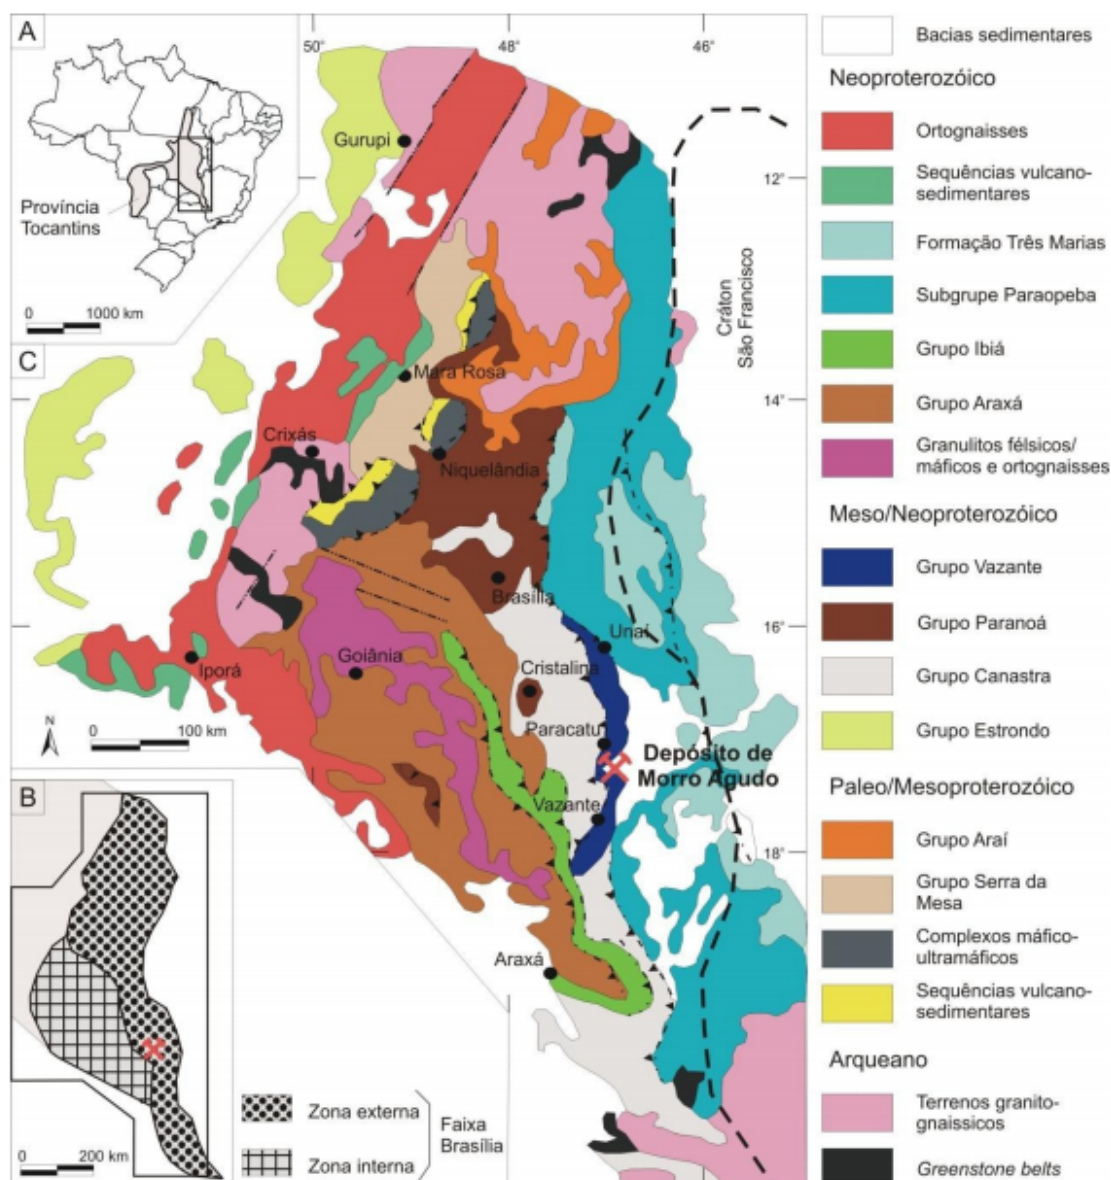 A
Província
Tocantins
0 1000 km
C
50° 48° 46°
12°
14°
16°
18°
Gurupi
Cráton
São Francisco
Mara Rosa
Crixás
Niquelândia
Brasília
Unaí
Iporá
Goiânia
Cristalina
Paracatu
Depósito de
Morro Agudo
Vazante
Araxá
N
0 100 km
B
0 200 km
Zona externa
Zona interna
Faixa
Brasília
Bacias sedimentares
Neoproterozóico
Ortognaisses
Sequências vulcano-
sedimentares
Formação Três Marias
Subgrupe Paraopeba
Grupo Ibiá
Grupo Araxá
Granulitos félsicos/
máficos e ortognaisses
Meso/Neoproterozóico
Grupo Vazante
Grupo Paranoá
Grupo Canastra
Grupo Estrondo
Paleo/Mesoproterozóico
Grupo Araí
Grupo Serra da
Mesa
Complexos máfico-
ultramáficos
Sequências vulcano-
sedimentares
Arqueano
Terrenos granito-
gnaissicos
Greenstone belts